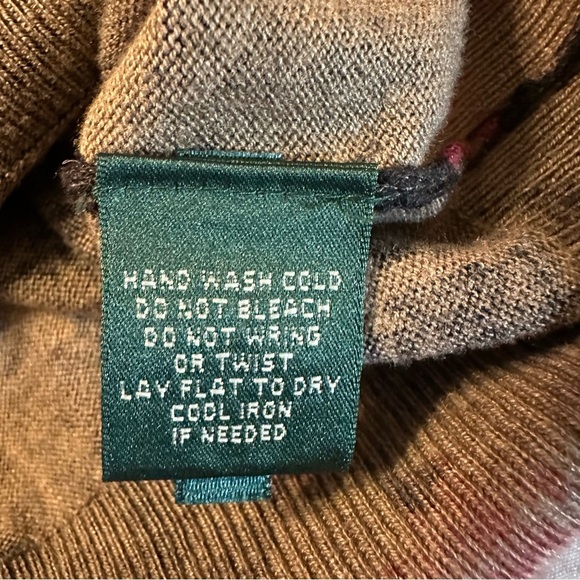 HAND WASH COLD
DO NOT BLEACH
DO NOT WRING
OR TWIST
LAY FLAT TO DRY
COOL IRON
IF NEEDED